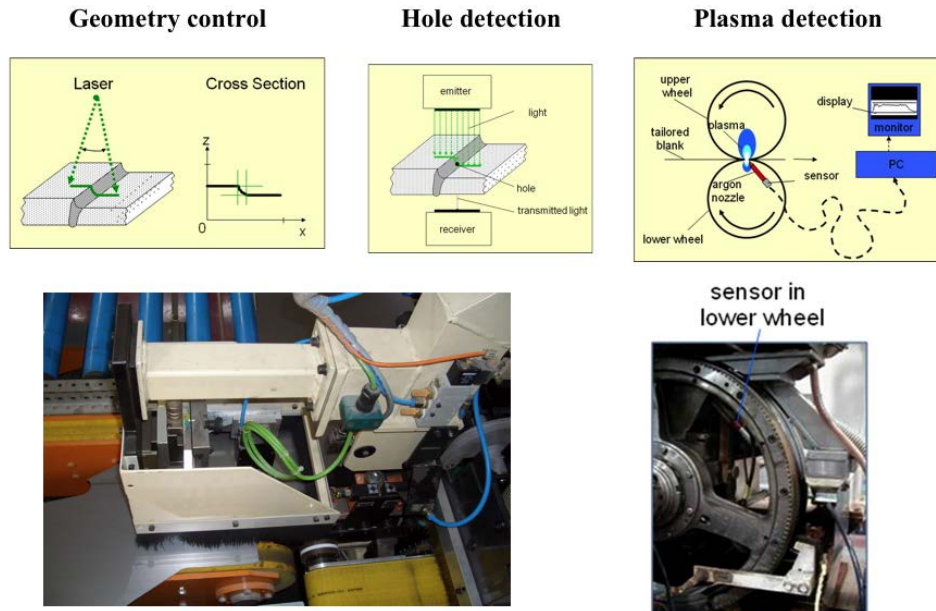 Geometry control
Hole detection
Plasma detection
Laser
Cross Section
z
0
x
emitter
light
hole
transmitted light
receiver
upper
wheel
plasma
tailored
blank
argon
nozzle
lower wheel
sensor
display
monitor
PC
sensor in
lower wheel